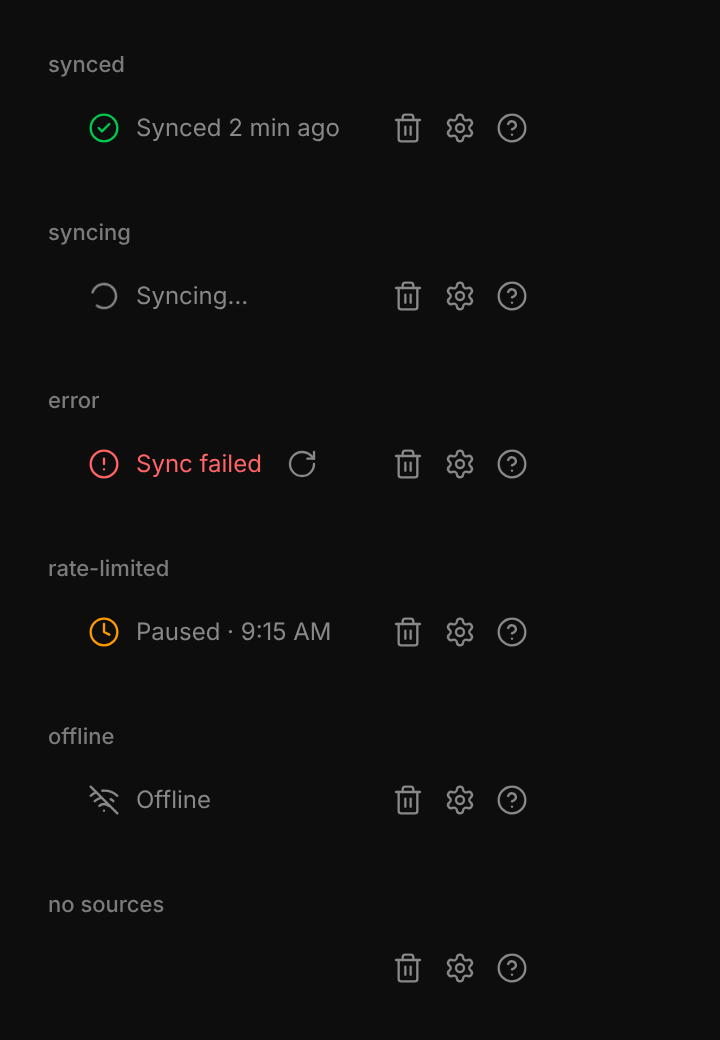 synced
Synced 2 min ago
syncing
Syncing...
error
Sync failed
rate-limited
Paused · 9:15 AM
offline
Offline
no sources